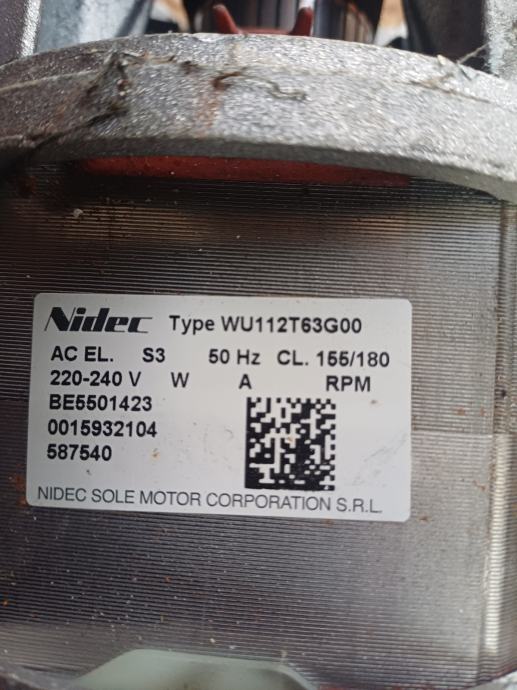 Nidec Type WU112T63G00
AC EL. S3 50 Hz CL. 155/180
220-240 V W A RPM
BE5501423
0015932104
587540
NIDEC SOLE MOTOR CORPORATION S.R.L.